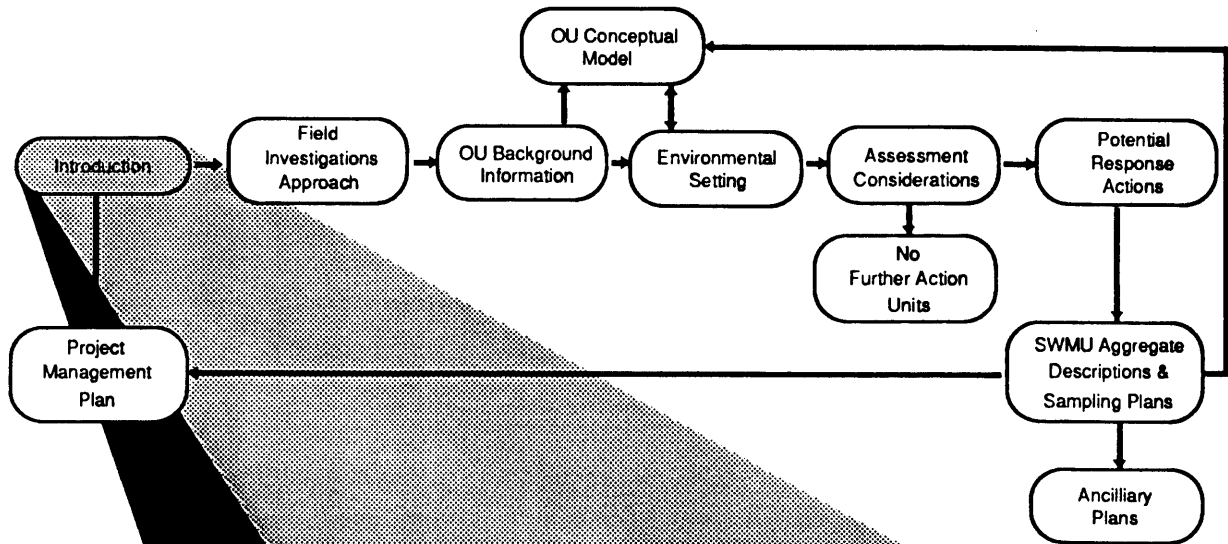 OU Conceptual
Model
Introduction
Field
Investigations
Approach
OU Background
Information
Environmental
Setting
Assessment
Considerations
Potential
Response
Actions
No
Further Action
Units
Project
Management
Plan
SWMU Aggregate
Descriptions &
Sampling Plans
Ancilliary
Plans